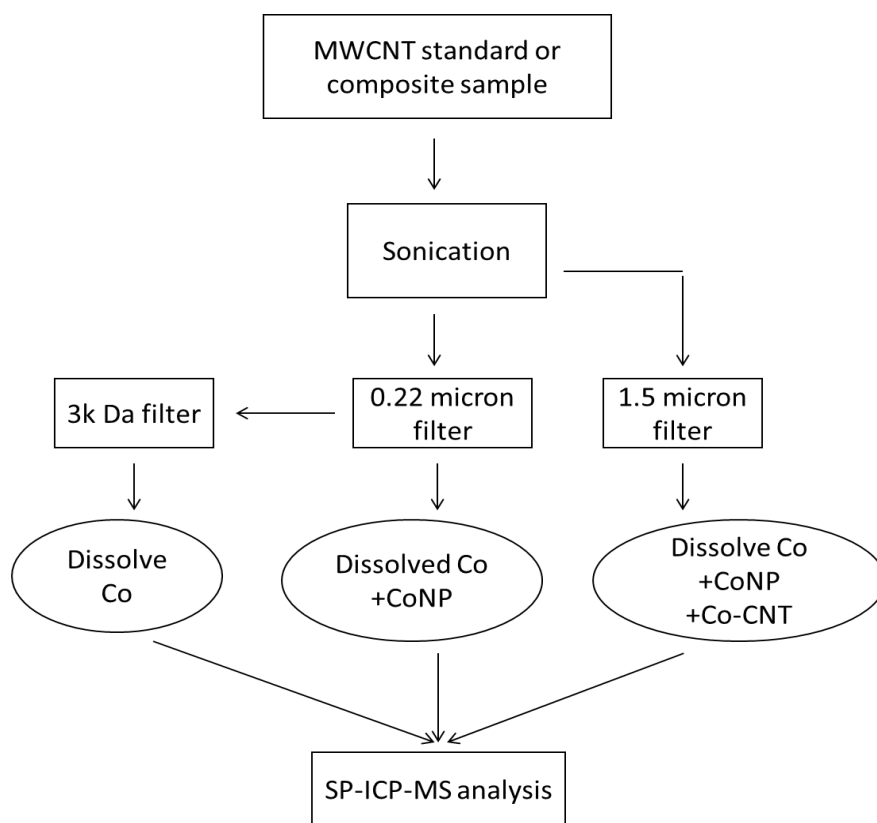 MWCNT standard or
composite sample
Sonication
3k Da filter
0.22 micron
filter
1.5 micron
filter
Dissolve
Co
Dissolved Co
+CoNP
Dissolve Co
+CoNP
+Co-CNT
SP-ICP-MS analysis